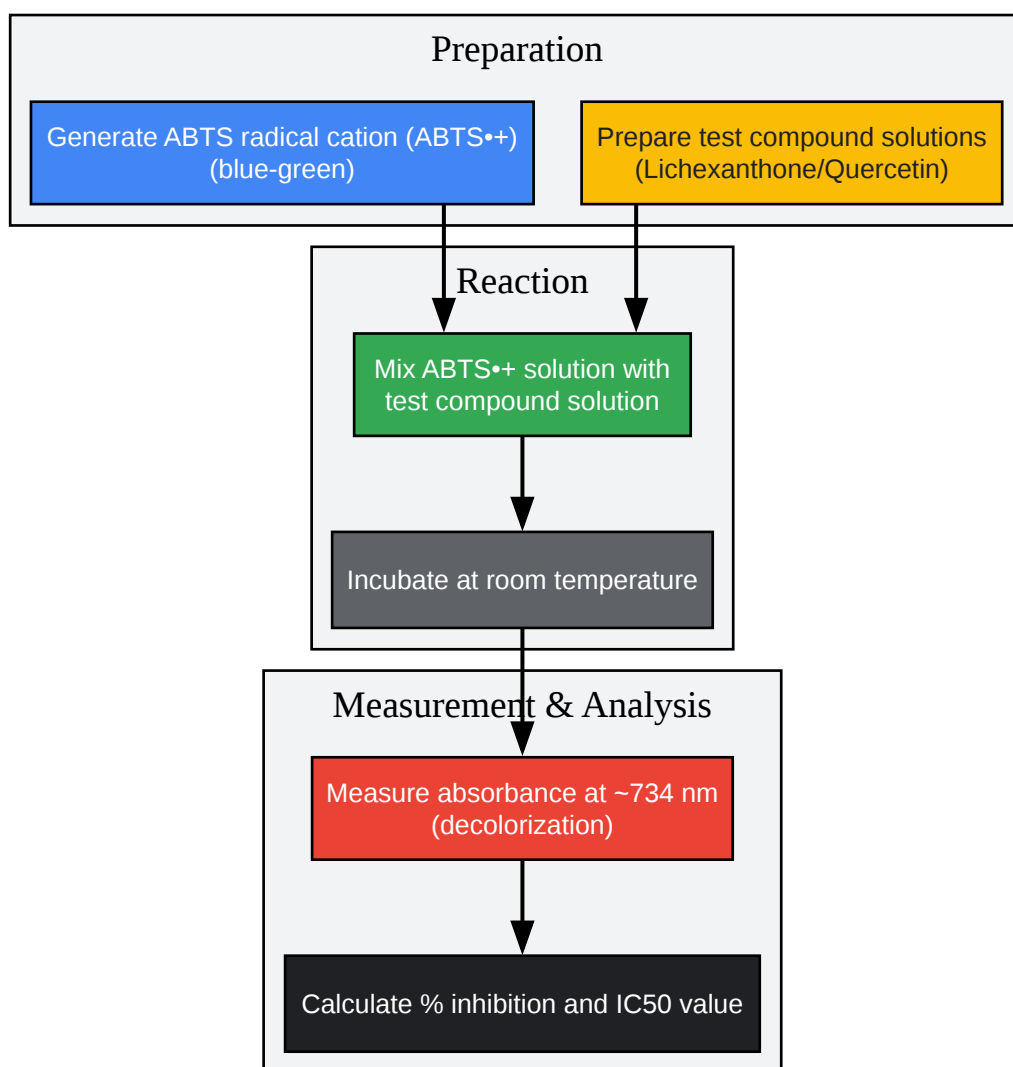 Preparation
Generate ABTS radical cation (ABTS•+)
(blue-green)
Prepare test compound solutions
(Lichexanthone/Quercetin)
Reaction
Mix ABTS•+ solution with
test compound solution
Incubate at room temperature
Measurement & Analysis
Measure absorbance at ~734 nm
(decolorization)
Calculate % inhibition and IC50 value